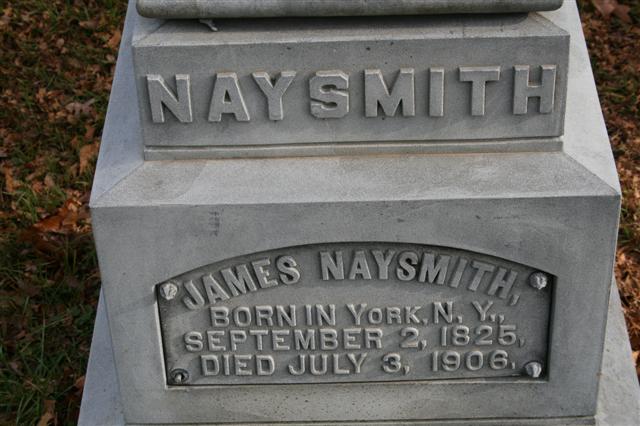 NAYSMITH
JAMES NAYSMITH,
BORN IN YORK, N. Y.,
SEPTEMBER 2, 1825,
DIED JULY 3, 1906.